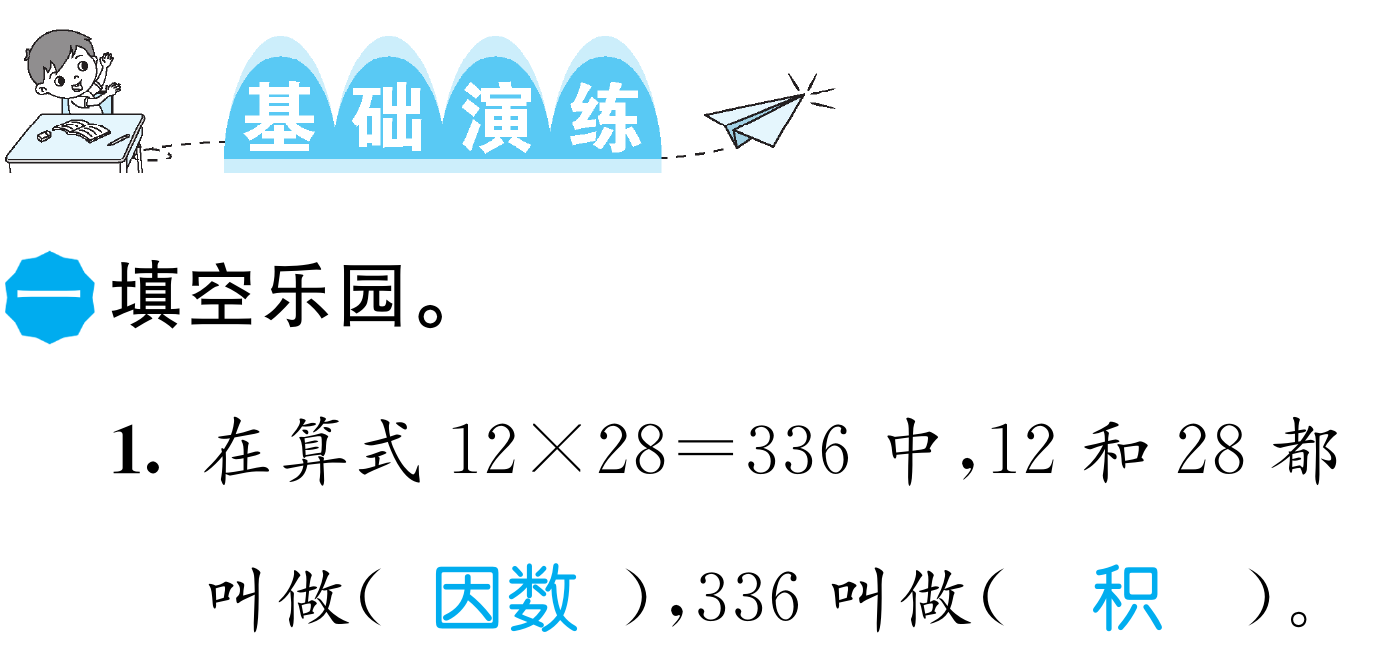 基础演练
一 填空乐园。
1. 在算式 12×28=336 中,12 和 28 都
叫做( 因数 ),336 叫做( 积 )。